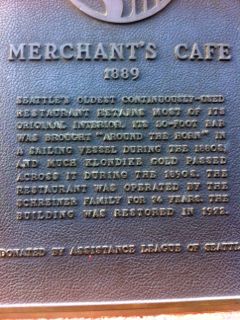 MERCHANT'S CAFE
1889
SEATTLE'S OLDEST CONTINUOUSLY-USED
RESTAURANT RETAINS MOST OF ITS
ORIGINAL INTERIOR. ITS 30-FOOT BAR
WAS BROUGHT "AROUND THE HORN" IN
A SAILING VESSEL DURING THE 1880S,
AND MUCH KLONDIKE GOLD PASSED
ACROSS IT DURING THE 1890S. THE
RESTAURANT WAS OPERATED BY THE
SCHREINER FAMILY FOR 74 YEARS. THE
BUILDING WAS RESTORED IN 1972.
DONATED BY ASSISTANCE LEAGUE OF SEATTL